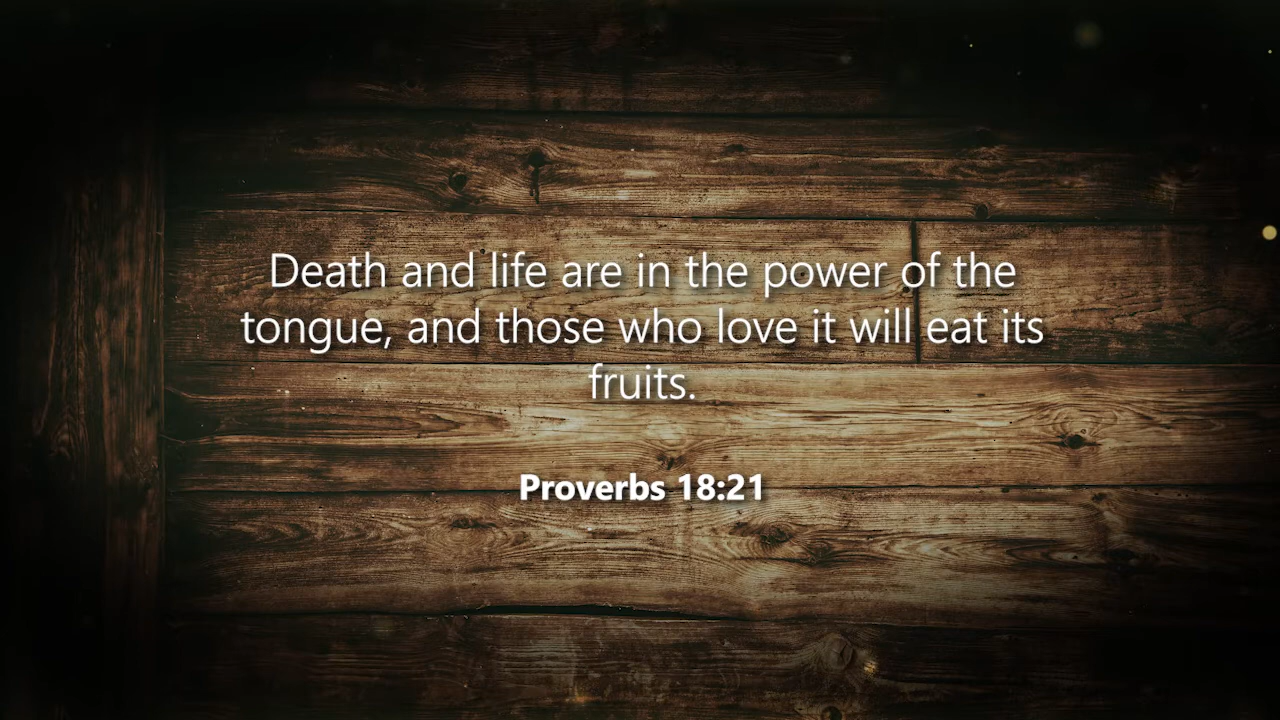 Death and life are in the power of the
tongue, and those who love it will eat its
fruits.
Proverbs 18:21